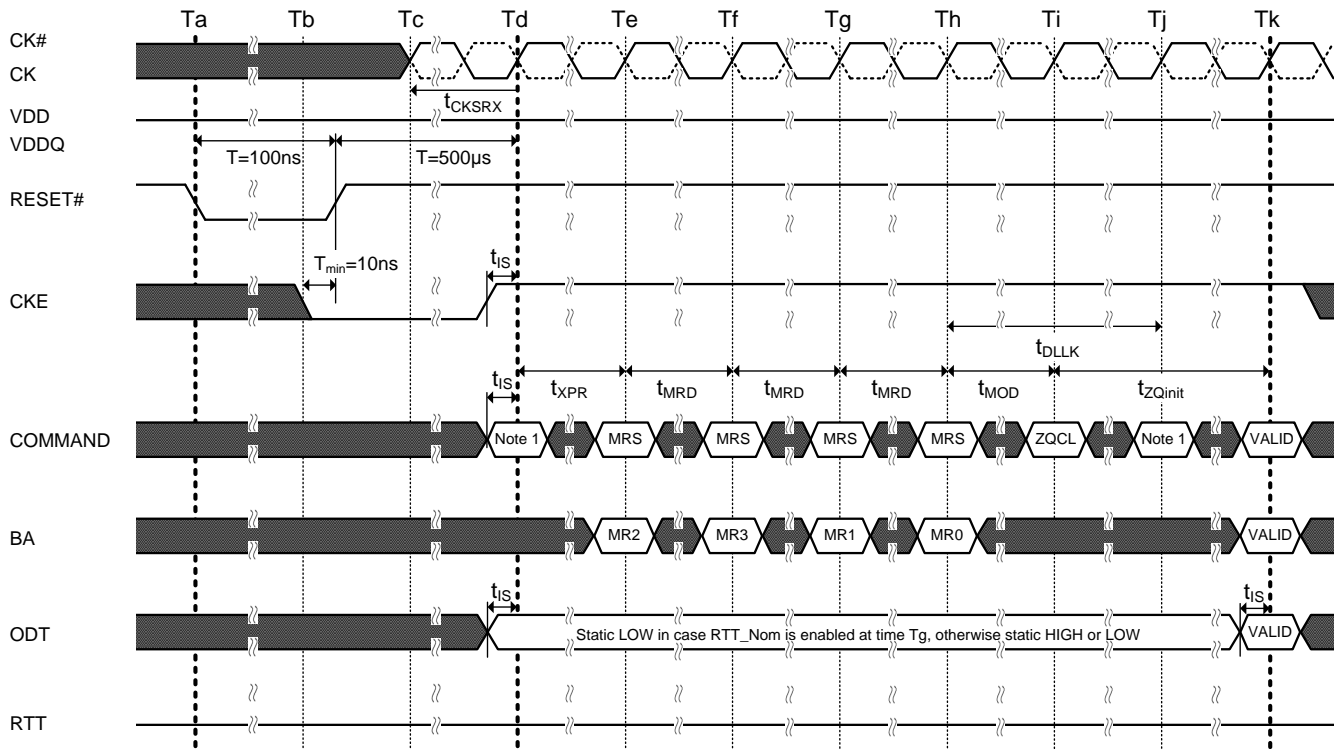 Ta Tb Tc Td Te Tf Tg Th Ti Tj Tk
CK#
CK
tCKSRX
VDD
VDDQ
T=100ns T=500µs
RESET#
Tmin=10ns tIS
CKE
tDLLK
tIS tXPR tMRD tMRD tMRD tMOD tZQinit
COMMAND Note 1 MRS MRS MRS MRS ZQCL Note 1 VALID
BA MR2 MR3 MR1 MR0 VALID
tIS tIS
ODT Static LOW in case RTT_Nom is enabled at time Tg, otherwise static HIGH or LOW VALID
RTT